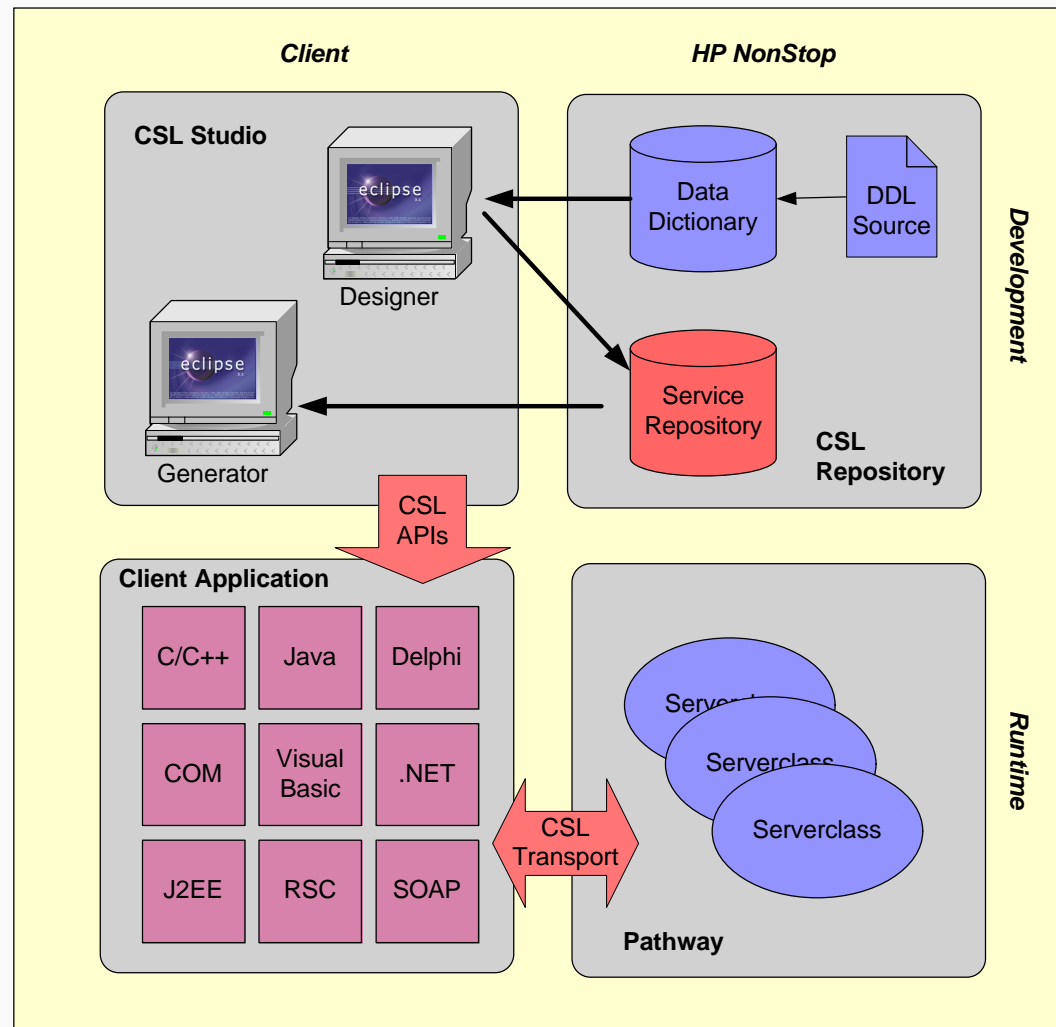 Client
HP NonStop
CSL Studio
eclipse
Designer
eclipse
Generator
Data
Dictionary
DDL
Source
Service
Repository
CSL
Repository
Development
CSL
APIs
Client Application
C/C++
Java
Delphi
COM
Visual
Basic
.NET
J2EE
RSC
SOAP
CSL
Transport
Serverclass
Serverclass
Pathway
Runtime